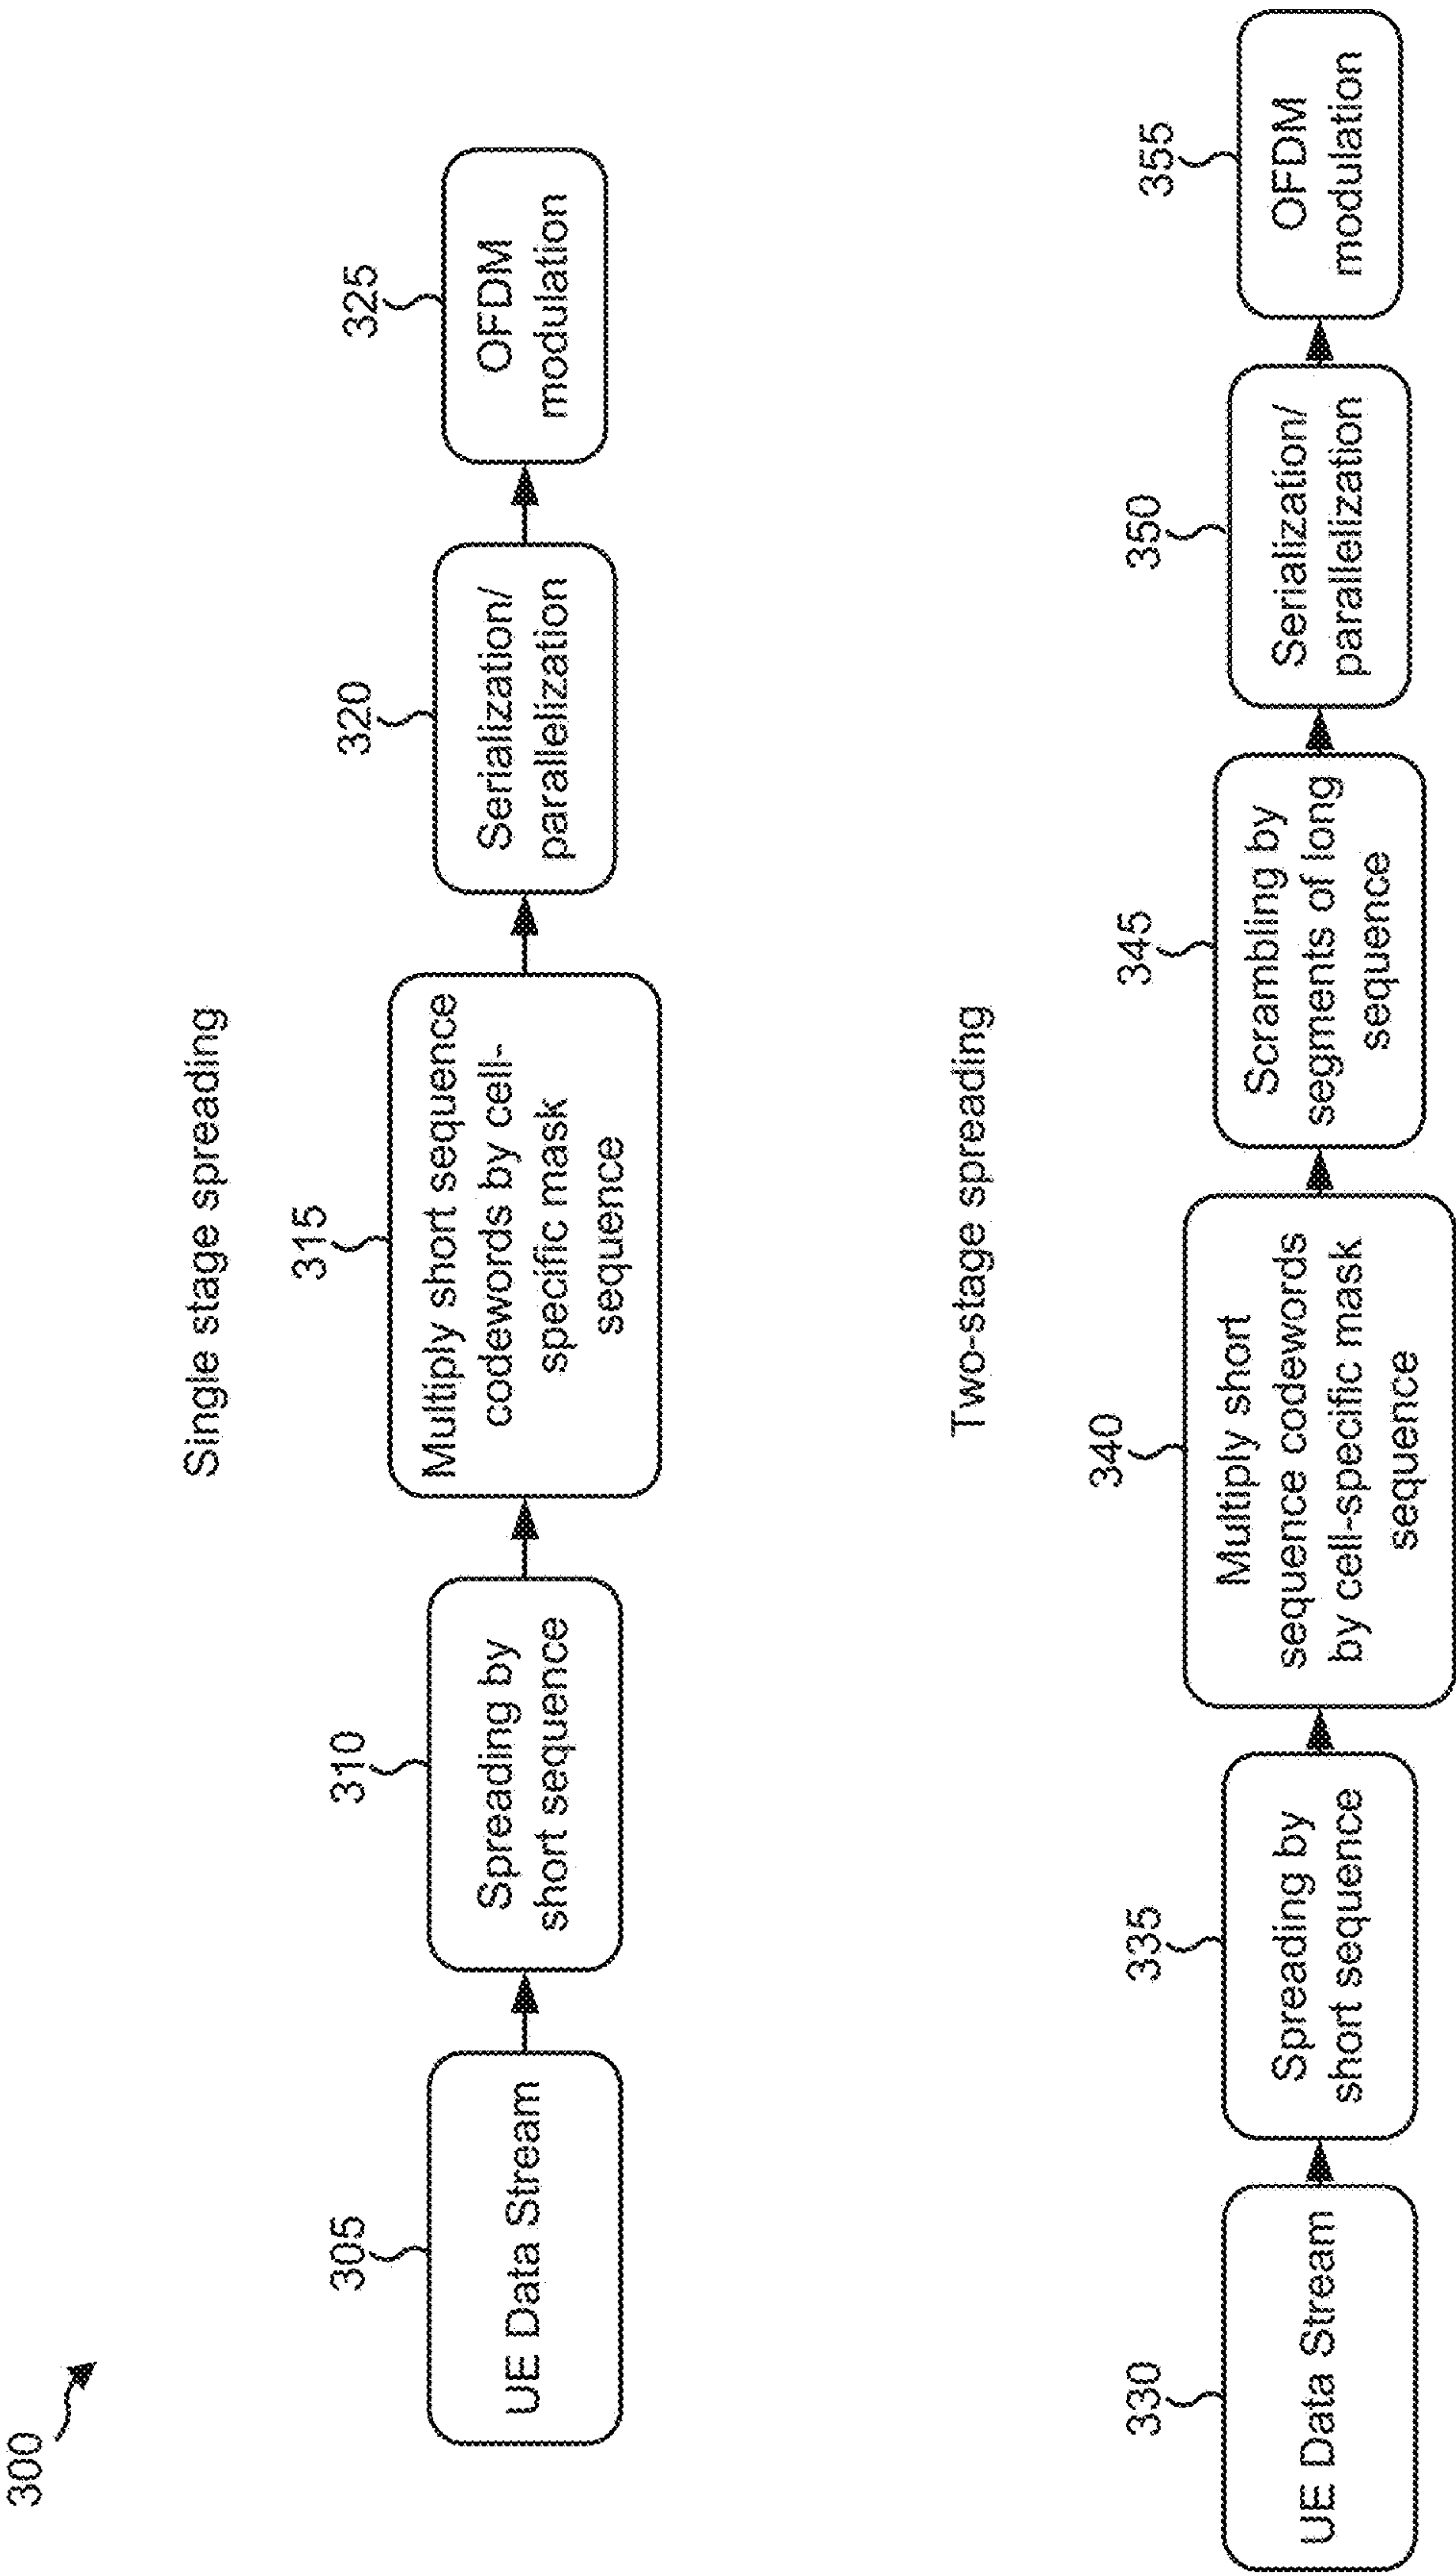 300
Single stage spreading
305
UE Data Stream
310
Spreading by
short sequence
315
Multiply short sequence
codewords by cell-
specific mask
sequence
320
Serialization/
parallelization
325
OFDM
modulation
Two-stage spreading
330
UE Data Stream
335
Spreading by
short sequence
340
Multiply short
sequence codewords
by cell-specific mask
sequence
345
Scrambling by
segments of long
sequence
350
Serialization/
parallelization
355
OFDM
modulation